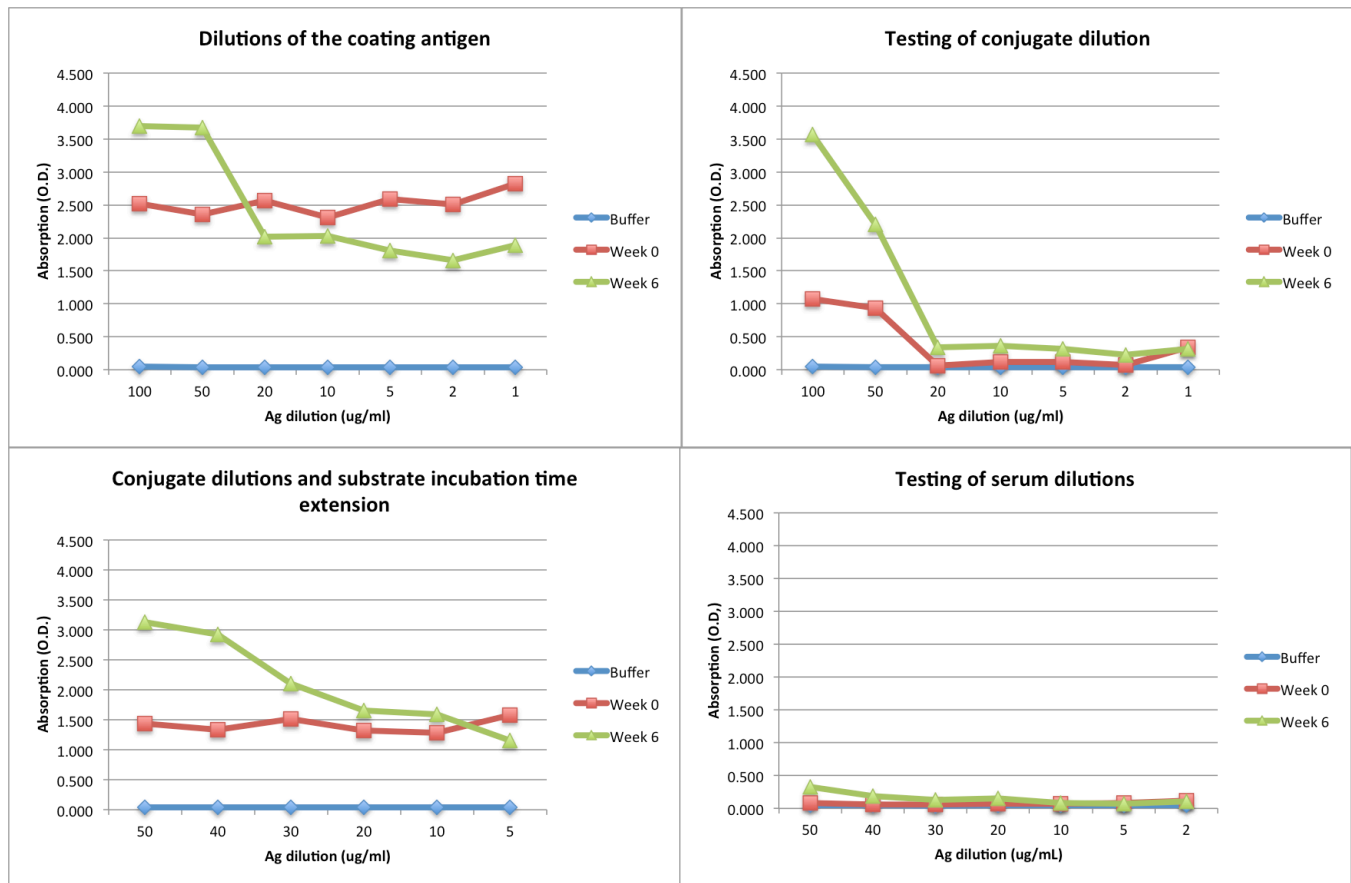 Dilutions of the coating antigen
4.500
4.000
3.500
3.000
2.500
2.000
1.500
1.000
0.500
0.000
Absorption (O.D.)
100 50 20 10 5 2 1
Ag dilution (ug/ml)
Buffer
Week 0
Week 6
Testing of conjugate dilution
4.500
4.000
3.500
3.000
2.500
2.000
1.500
1.000
0.500
0.000
Absorption (O.D.)
100 50 20 10 5 2 1
Ag dilution (ug/ml)
Buffer
Week 0
Week 6
Conjugate dilutions and substrate incubation time
extension
4.500
4.000
3.500
3.000
2.500
2.000
1.500
1.000
0.500
0.000
Absorption (O.D.)
50 40 30 20 10 5
Ag dilution (ug/ml)
Buffer
Week 0
Week 6
Testing of serum dilutions
4.500
4.000
3.500
3.000
2.500
2.000
1.500
1.000
0.500
0.000
Absorption (O.D,)
50 40 30 20 10 5 2
Ag dilution (ug/mL)
Buffer
Week 0
Week 6